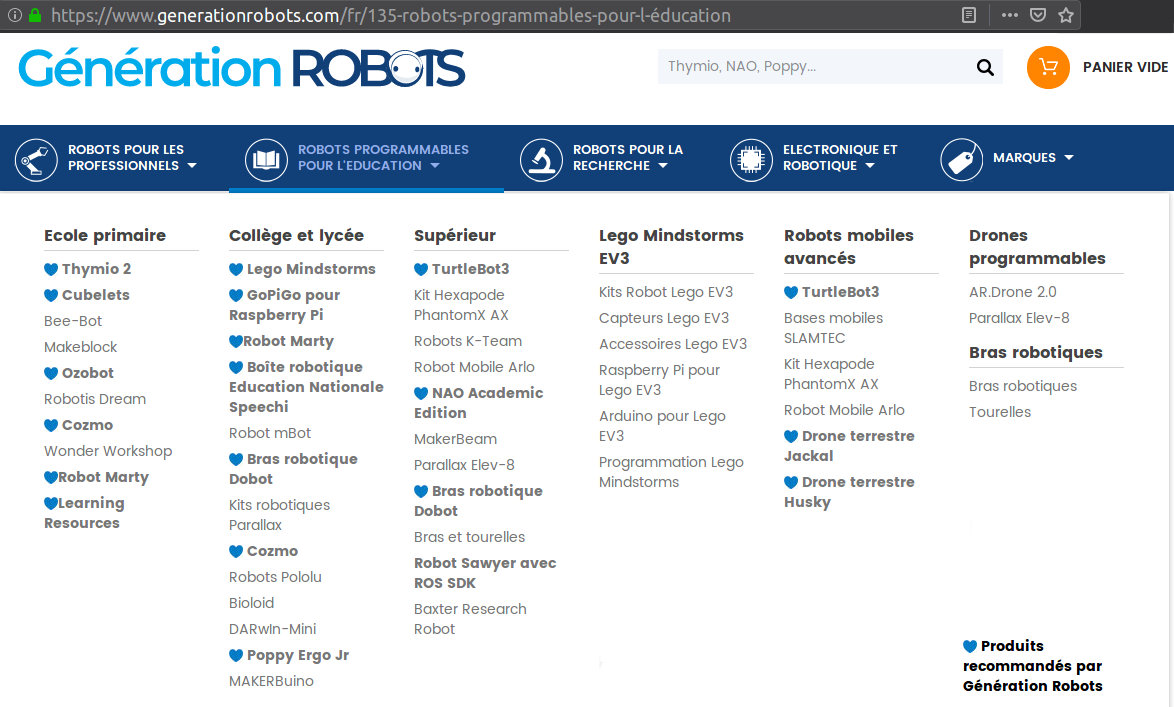 https://www.generationrobots.com/fr/135-robots-programmables-pour-l-éducation
Génération ROBOTS
Thymio, NAO, Poppy...
PANIER VIDE
ROBOTS POUR LES
PROFESSIONNELS
ROBOTS PROGRAMMABLES
POUR L'EDUCATION
ROBOTS POUR LA
RECHERCHE
ELECTRONIQUE ET
ROBOTIQUE
MARQUES
Ecole primaire
Thymio 2
Cubelets
Bee-Bot
Makeblock
Ozobot
Robotis Dream
Cozmo
Wonder Workshop
Robot Marty
Learning
Resources
Collège et lycée
Lego Mindstorms
GoPiGo pour
Raspberry Pi
Robot Marty
Boîte robotique
Education Nationale
Speechi
Robot mBot
Bras robotique
Dobot
Kits robotiques
Parallax
Cozmo
Robots Pololu
Bioloid
DARwIn-Mini
Poppy Ergo Jr
MAKERBuino
Supérieur
TurtleBot3
Kit Hexapode
PhantomX AX
Robots K-Team
Robot Mobile Arlo
NAO Academic
Edition
MakerBeam
Parallax Elev-8
Bras robotique
Dobot
Bras et tourelles
Robot Sawyer avec
ROS SDK
Baxter Research
Robot
Lego Mindstorms
EV3
Kits Robot Lego EV3
Capteurs Lego EV3
Accessoires Lego EV3
Raspberry Pi pour
Lego EV3
Arduino pour Lego
EV3
Programmation Lego
Mindstorms
Robots mobiles
avancés
TurtleBot3
Bases mobiles
SLAMTEC
Kit Hexapode
PhantomX AX
Robot Mobile Arlo
Drone terrestre
Jackal
Drone terrestre
Husky
Drones
programmables
AR.Drone 2.0
Parallax Elev-8
Bras robotiques
Bras robotiques
Tourelles
Produits
recommandés par
Génération Robots